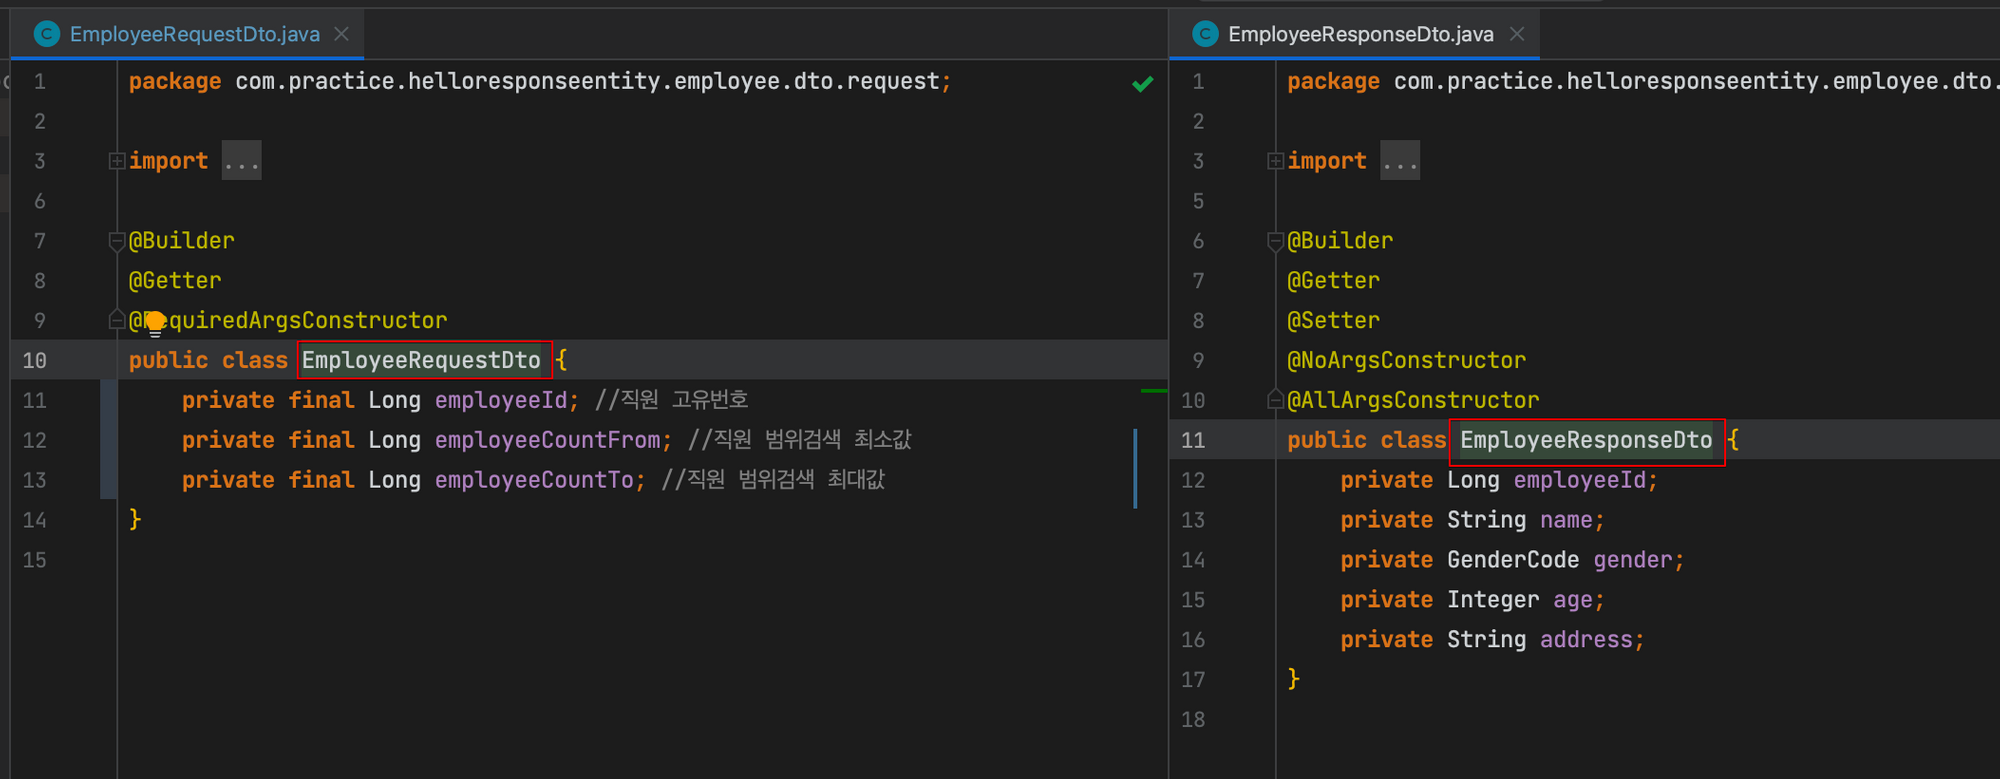 EmployeeRequestDto.java
1 package com.practice.helloresponseentity.employee.dto.request;
2
3 import ...
6
7 @Builder
8 @Getter
9 @RequiredArgsConstructor
10 public class EmployeeRequestDto {
11 private final Long employeeId; //직원 고유번호
12 private final Long employeeCountFrom; //직원 범위검색 최소값
13 private final Long employeeCountTo; //직원 범위검색 최대값
14 }
15
EmployeeResponseDto.java
1 package com.practice.helloresponseentity.employee.dto.
2
3 import ...
5
6 @Builder
7 @Getter
8 @Setter
9 @NoArgsConstructor
10 @AllArgsConstructor
11 public class EmployeeResponseDto {
12 private Long employeeId;
13 private String name;
14 private GenderCode gender;
15 private Integer age;
16 private String address;
17 }
18